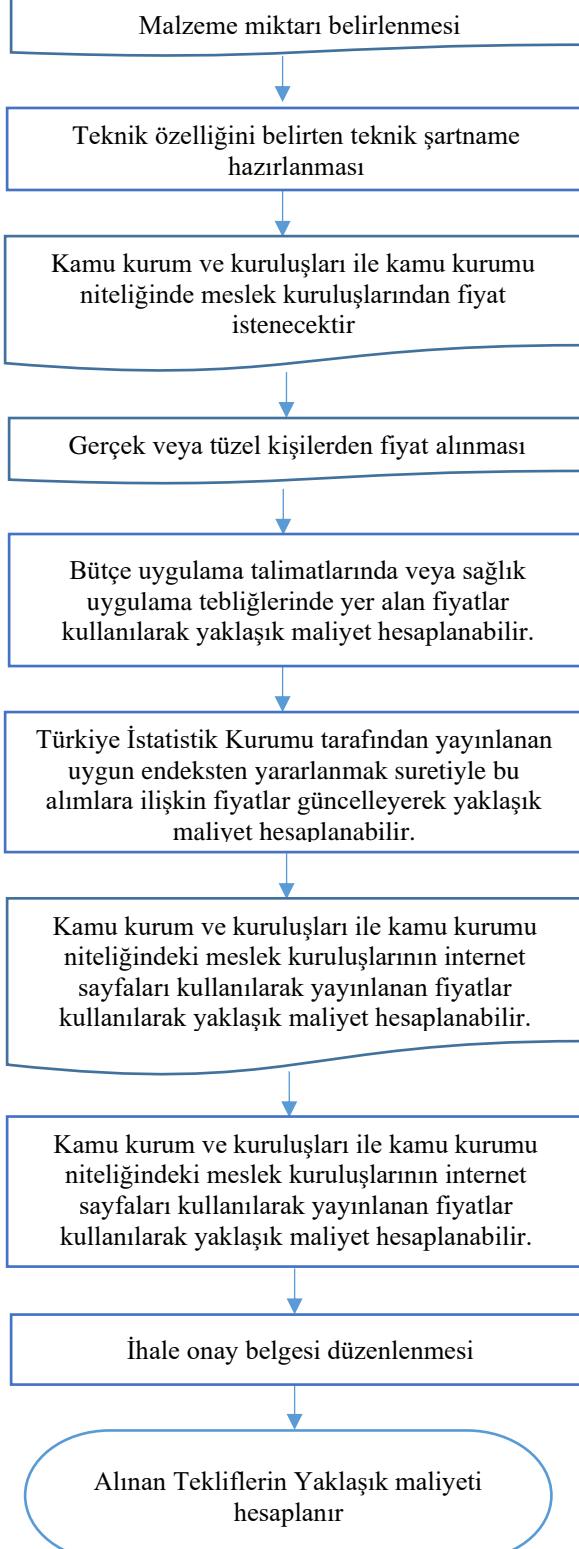 Malzeme miktarı belirlenmesi
Teknik özelliğini belirten teknik şartname
hazırlanması
Kamu kurum ve kuruluşları ile kamu kurumu
niteliğinde meslek kuruluşlarından fiyat
istenecektir
Gerçek veya tüzel kişilerden fiyat alınması
Bütçe uygulama talimatlarında veya sağlık
uygulama tebliğlerinde yer alan fiyatlar
kullanılarak yaklaşık maliyet hesaplanabilir.
Türkiye İstatistik Kurumu tarafından yayınlanan
uygun endeksten yararlanmak suretiyle bu
alımlara ilişkin fiyatlar güncelleyerek yaklaşık
maliyet hesaplanabilir.
Kamu kurum ve kuruluşları ile kamu kurumu
niteliğindeki meslek kuruluşlarının internet
sayfaları kullanılarak yayınlanan fiyatlar
kullanılarak yaklaşık maliyet hesaplanabilir.
Kamu kurum ve kuruluşları ile kamu kurumu
niteliğindeki meslek kuruluşlarının internet
sayfaları kullanılarak yayınlanan fiyatlar
kullanılarak yaklaşık maliyet hesaplanabilir.
İhale onay belgesi düzenlenmesi
Alınan Tekliflerin Yaklaşık maliyeti
hesaplanır